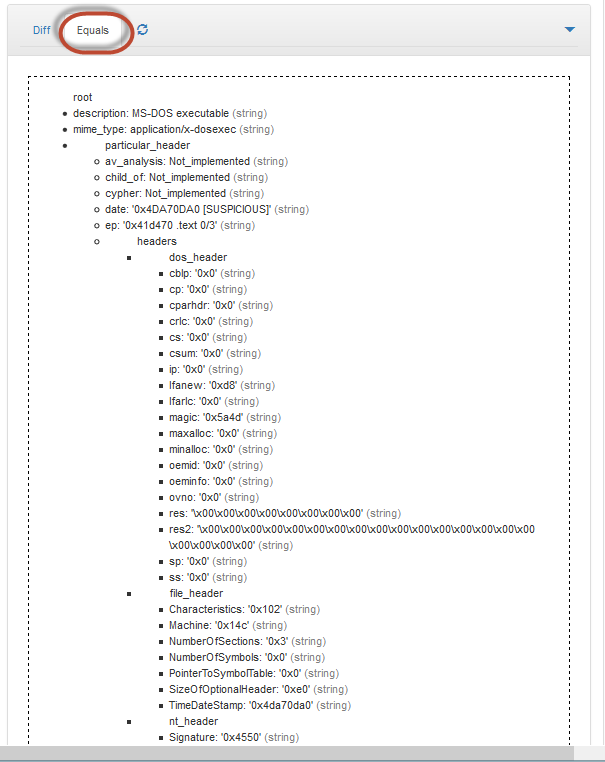 Diff Equals
root
description: MS-DOS executable (string)
mime_type: application/x-dosexec (string)
particular_header
av_analysis: Not_implemented (string)
child_of: Not_implemented (string)
cypher: Not_implemented (string)
date: '0x4DA70DA0 [SUSPICIOUS]' (string)
ep: '0x41d470 .text 0/3' (string)
headers
dos_header
cblp: '0x0' (string)
cp: '0x0' (string)
cparhdr: '0x0' (string)
crlc: '0x0' (string)
cs: '0x0' (string)
csum: '0x0' (string)
ip: '0x0' (string)
lfanew: '0xd8' (string)
lfarlc: '0x0' (string)
magic: '0x5a4d' (string)
maxalloc: '0x0' (string)
minalloc: '0x0' (string)
oemid: '0x0' (string)
oeminfo: '0x0' (string)
ovno: '0x0' (string)
res: '\x00\x00\x00\x00\x00\x00\x00\x00' (string)
res2: '\x00\x00\x00\x00\x00\x00\x00\x00\x00\x00\x00\x00\x00\x00\x00\x00
\x00\x00\x00\x00' (string)
sp: '0x0' (string)
ss: '0x0' (string)
file_header
Characteristics: '0x102' (string)
Machine: '0x14c' (string)
NumberOfSections: '0x3' (string)
NumberOfSymbols: '0x0' (string)
PointerToSymbolTable: '0x0' (string)
SizeOfOptionalHeader: '0xe0' (string)
TimeDateStamp: '0x4da70da0' (string)
nt_header
Signature: '0x4550' (string)